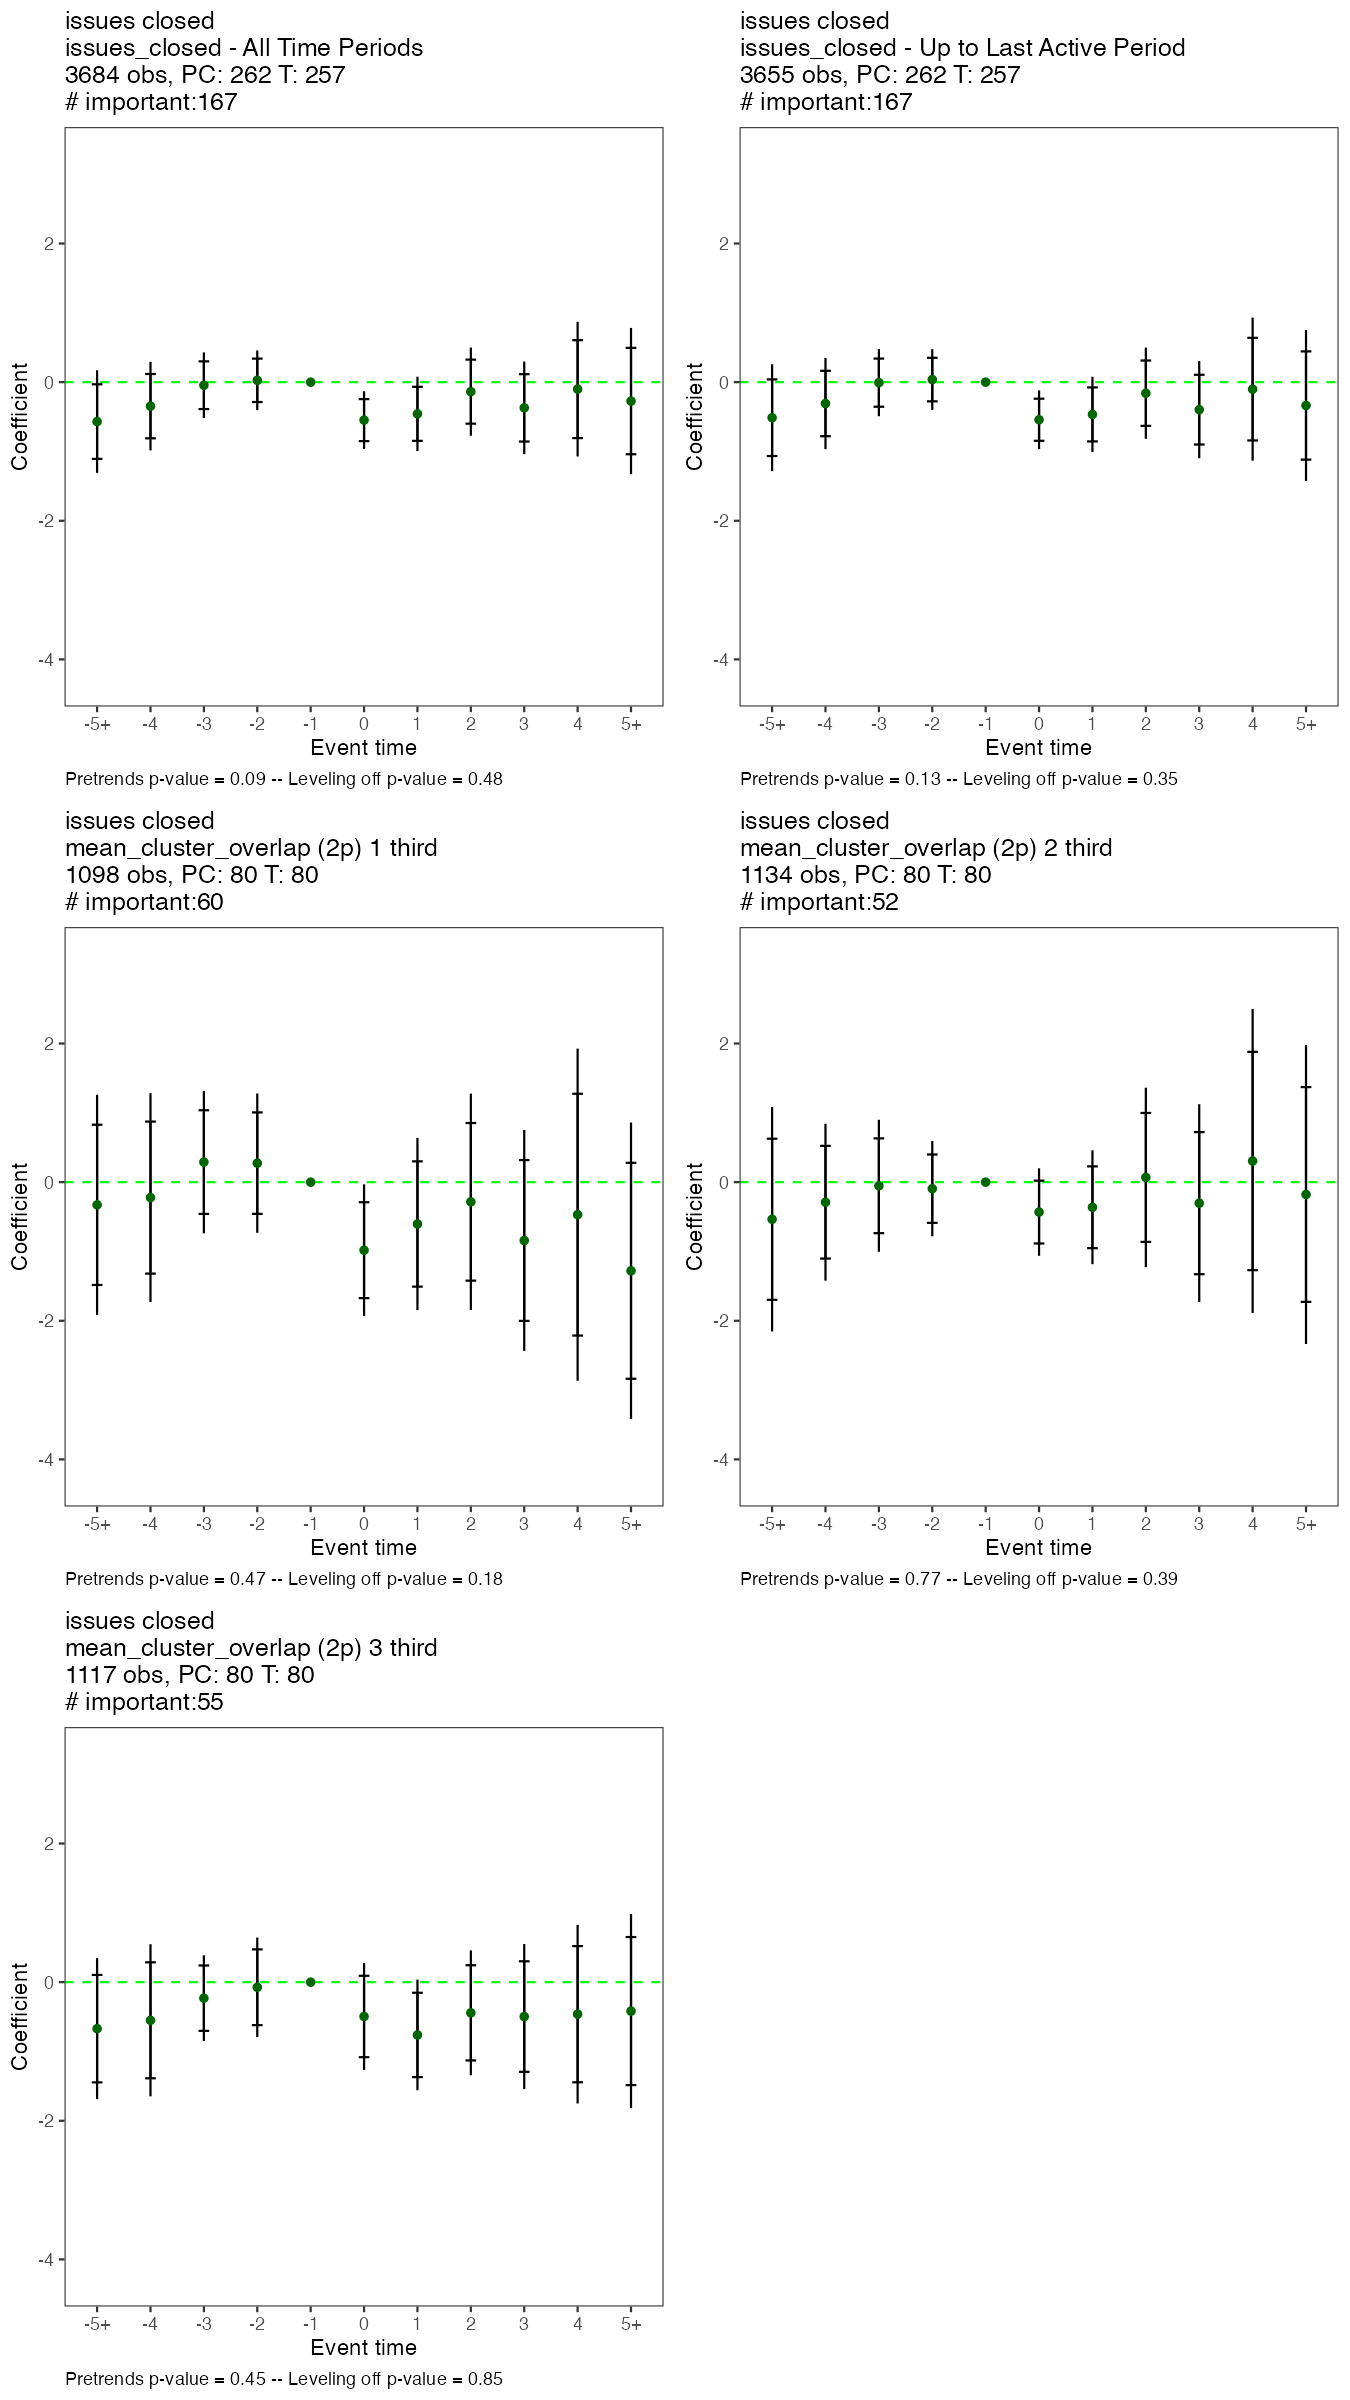 issues closed
issues_closed - All Time Periods
3684 obs, PC: 262 T: 257
# important:167
Coefficient
2
0
-2
-4
-5+ -4 -3 -2 -1 0 1 2 3 4 5+
Event time
Pretrends p-value = 0.09 -- Leveling off p-value = 0.48
issues closed
issues_closed - Up to Last Active Period
3655 obs, PC: 262 T: 257
# important:167
Coefficient
2
0
-2
-4
-5+ -4 -3 -2 -1 0 1 2 3 4 5+
Event time
Pretrends p-value = 0.13 -- Leveling off p-value = 0.35
issues closed
mean_cluster_overlap (2p) 1 third
1098 obs, PC: 80 T: 80
# important:60
Coefficient
2
0
-2
-4
-5+ -4 -3 -2 -1 0 1 2 3 4 5+
Event time
Pretrends p-value = 0.47 -- Leveling off p-value = 0.18
issues closed
mean_cluster_overlap (2p) 2 third
1134 obs, PC: 80 T: 80
# important:52
Coefficient
2
0
-2
-4
-5+ -4 -3 -2 -1 0 1 2 3 4 5+
Event time
Pretrends p-value = 0.77 -- Leveling off p-value = 0.39
issues closed
mean_cluster_overlap (2p) 3 third
1117 obs, PC: 80 T: 80
# important:55
Coefficient
2
0
-2
-4
-5+ -4 -3 -2 -1 0 1 2 3 4 5+
Event time
Pretrends p-value = 0.45 -- Leveling off p-value = 0.85